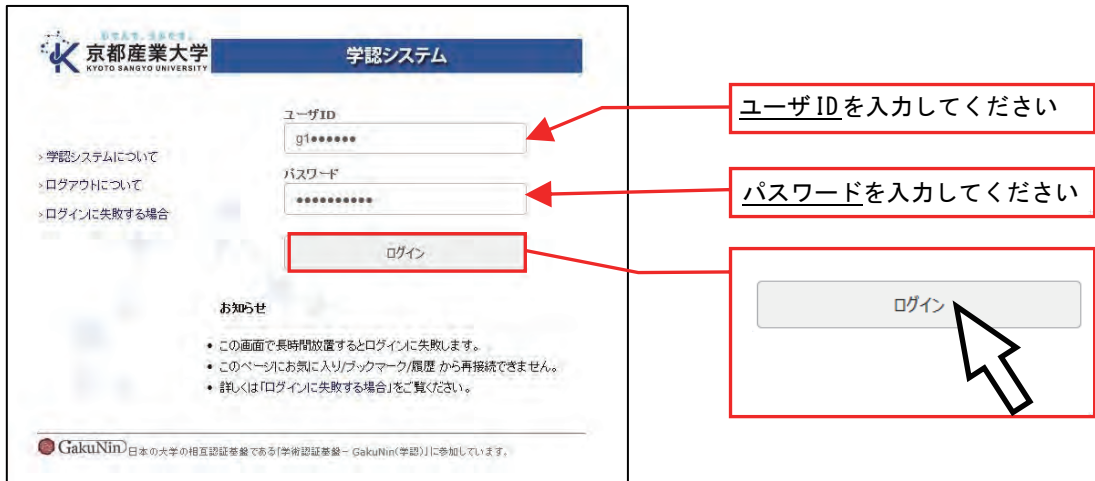 京都産業大学
KYOTO SANGYO UNIVERSITY
学認システム
ユーザID
g1●●●●●●
パスワード
●●●●●●●●●●
ログイン
›学認システムについて
›ログアウトについて
›ログインに失敗する場合
お知らせ
• この画面で長時間放置するとログインに失敗します。
• このページにお気に入り/ブックマーク/履歴 から再接続できません。
• 詳しくは「ログインに失敗する場合」をご覧ください。
GakuNin 日本の大学の相互認証基盤である「学術認証基盤－ GakuNin(学認)」に参加しています。
ユーザIDを入力してください
パスワードを入力してください
ログイン